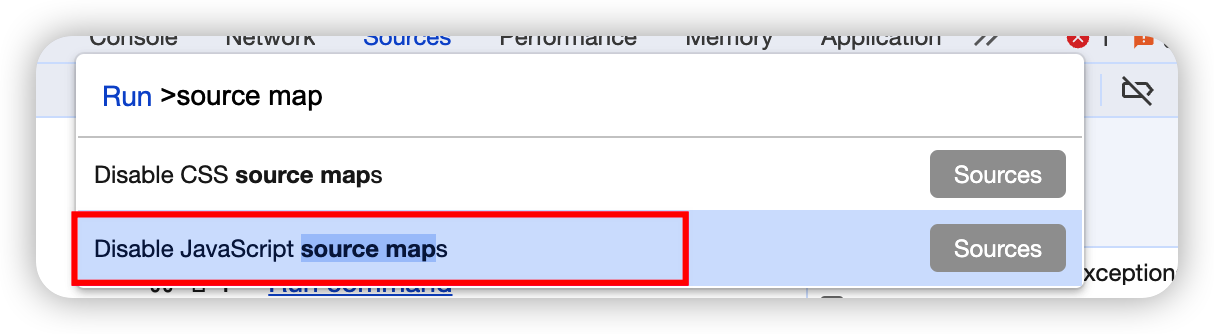 Console Network Sources Performance Memory Application
Run >source map
Disable CSS source maps Sources
Disable JavaScript source maps Sources
Run command
xception